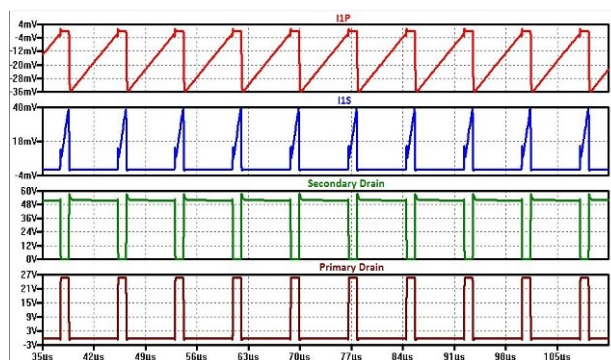 I1P
4mV
-4mV
-12mV
-20mV
-28mV
-36mV
I1S
40mV
18mV
-4mV
Secondary Drain
60V
48V
36V
24V
12V
0V
Primary Drain
27V
21V
15V
9V
3V
-3V
35us 42us 49us 56us 63us 70us 77us 84us 91us 98us 105us